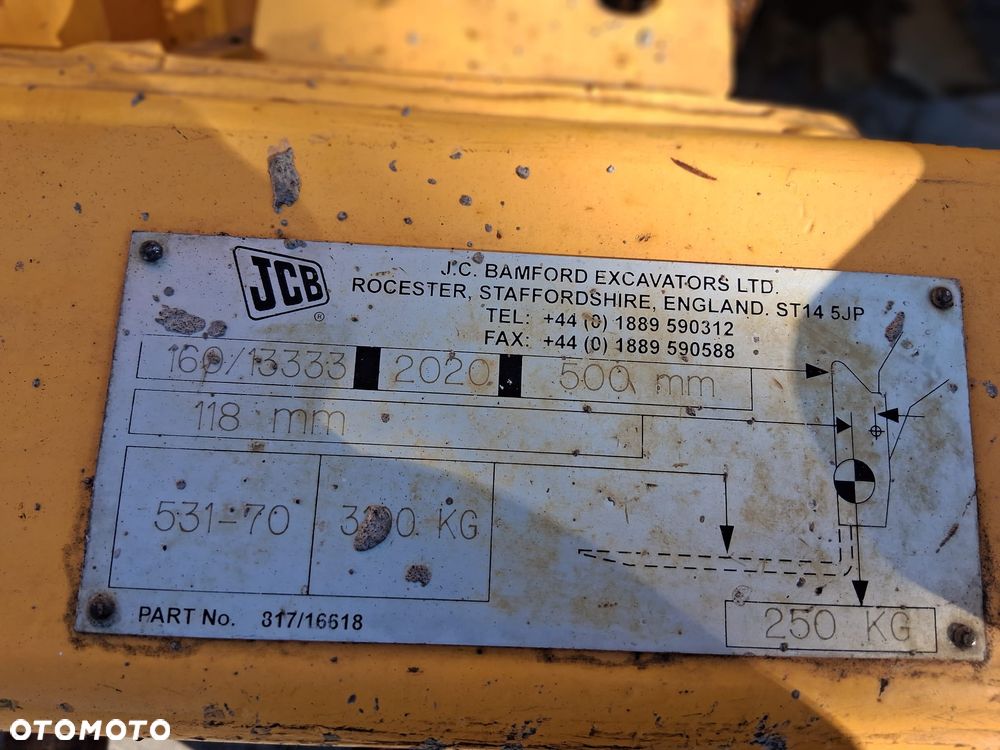 JCB
®
J.C. BAMFORD EXCAVATORS LTD.
ROCESTER, STAFFORDSHIRE, ENGLAND. ST14 5JP
TEL: +44 (0) 1889 590312
FAX: +44 (0) 1889 590588
160/13333 2020 500 mm
118 mm
531-70
KG
PART No. 817/16618
250 KG
OTOMOTO